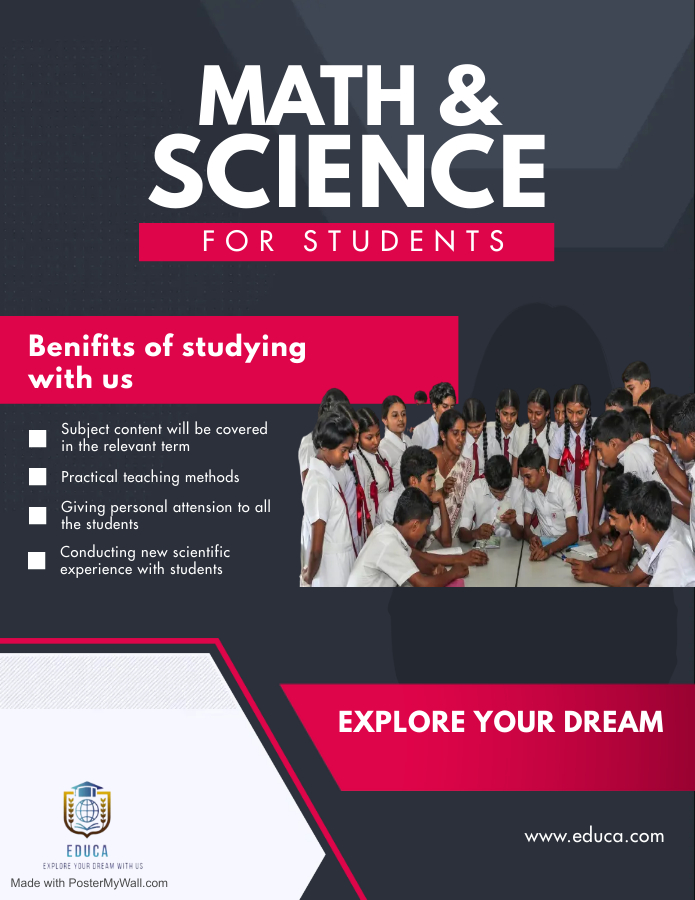 MATH &
SCIENCE
FOR STUDENTS
Benifits of studying
with us
Subject content will be covered
in the relevant term
Practical teaching methods
Giving personal attension to all
the students
Conducting new scientific
experience with students
EXPLORE YOUR DREAM
www.educa.com
EDUCA
EXPLORE YOUR DREAM WITH US
Made with PosterMyWall.com